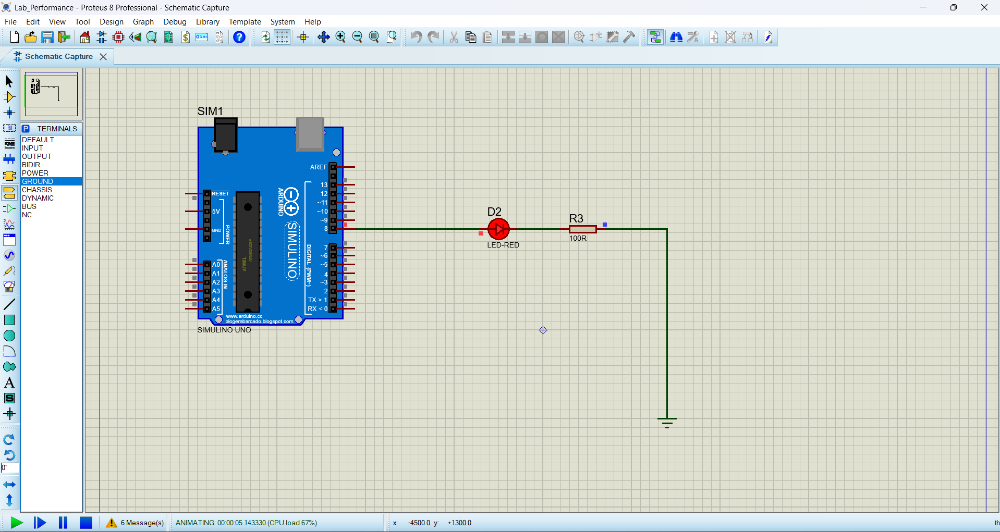 Lab_Performance - Proteus 8 Professional - Schematic Capture
File Edit View Tool Design Graph Debug Library Template System Help
Schematic Capture
TERMINALS
DEFAULT
INPUT
OUTPUT
BIDIR
POWER
GROUND
CHASSIS
DYNAMIC
BUS
NC
LBL
0°
SIM1
AREF
13
12
~11
~10
~9
8
7
~6
~5
4
~3
2
TX > 1
RX < 0
RESET
5V
GND
POWER
A0
A1
A2
A3
A4
A5
ANALOG IN
ATMEL
ATMEGA328P
ARDUINO
SIMULINO
DIGITAL (PWM~)
www.arduino.cc
blogembarcado.blogspot.com
SIMULINO UNO
D2
LED-RED
R3
100R
6 Message(s)
ANIMATING: 00:00:05.143330 (CPU load 67%)
x: -4500.0 y: +1300.0
th